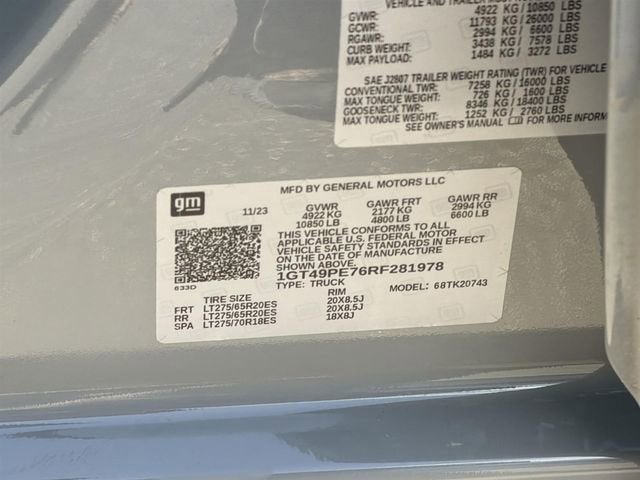 VEHICLE AND TRAILER
GVWR: 4922 KG/10850 LBS
GCWR: 11793 KG/26000 LBS
RGAWR: 2994 KG/ 6600 LBS
CURB WEIGHT: 3438 KG/ 7578 LBS
MAX PAYLOAD: 1484 KG/ 3272 LBS
SAE J2807 TRAILER WEIGHT RATING (TWR) FOR VEHICLE
CONVENTIONAL TWR: 7258 KG/16000 LBS
MAX TONGUE WEIGHT: 726 KG/ 1600 LBS
GOOSENECK TWR: 8346 KG/18400 LBS
MAX TONGUE WEIGHT: 1252 KG/ 2760 LBS
SEE OWNER'S MANUAL FOR MORE
gm
MFD BY GENERAL MOTORS LLC
11/23 GVWR GAWR FRT GAWR RR
4922 KG 2177 KG 2994 KG
10850 LB 4800 LB 6600 LB
THIS VEHICLE CONFORMS TO ALL APPLICABLE
U.S. FEDERAL MOTOR
VEHICLE SAFETY STANDARDS IN EFFECT
ON THE DATE OF MANUFACTURE
SHOWN ABOVE.
1GT49PE76RF281978
633D
TYPE: TRUCK MODEL: 68TK20743
TIRE SIZE RIM
FRT LT275/65R20ES 20X8.5J
RR LT275/65R20ES 20X8.5J
SPA LT275/70R18ES 18X8J